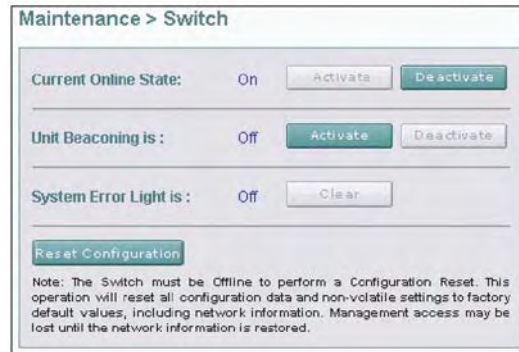 Maintenance > Switch
Current Online State: On Activate Deactivate
Unit Beaconing is : Off Activate Deactivate
System Error Light is : Off Clear
Reset Configuration
Note: The Switch must be Offline to perform a Configuration Reset. This
operation will reset all configuration data and non-volatile settings to factory
default values, including network information. Management access may be
lost until the network information is restored.